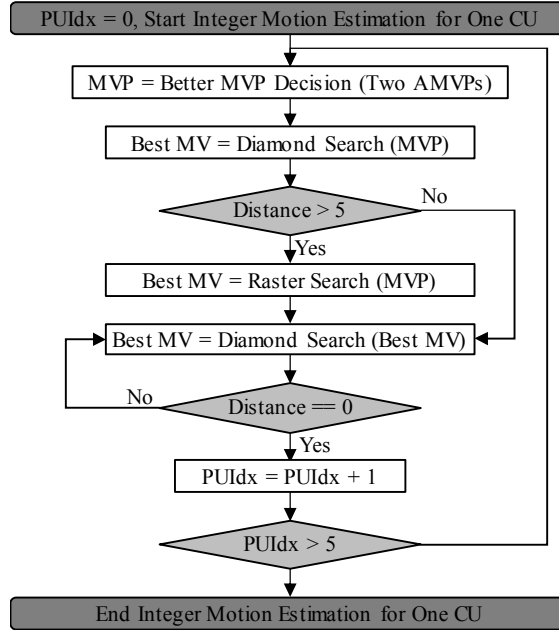 PUIdx = 0, Start Integer Motion Estimation for One CU
MVP = Better MVP Decision (Two AMVPs)
Best MV = Diamond Search (MVP)
Distance > 5
No
Yes
Best MV = Raster Search (MVP)
Best MV = Diamond Search (Best MV)
No
Distance == 0
Yes
PUIdx = PUIdx + 1
PUIdx > 5
End Integer Motion Estimation for One CU